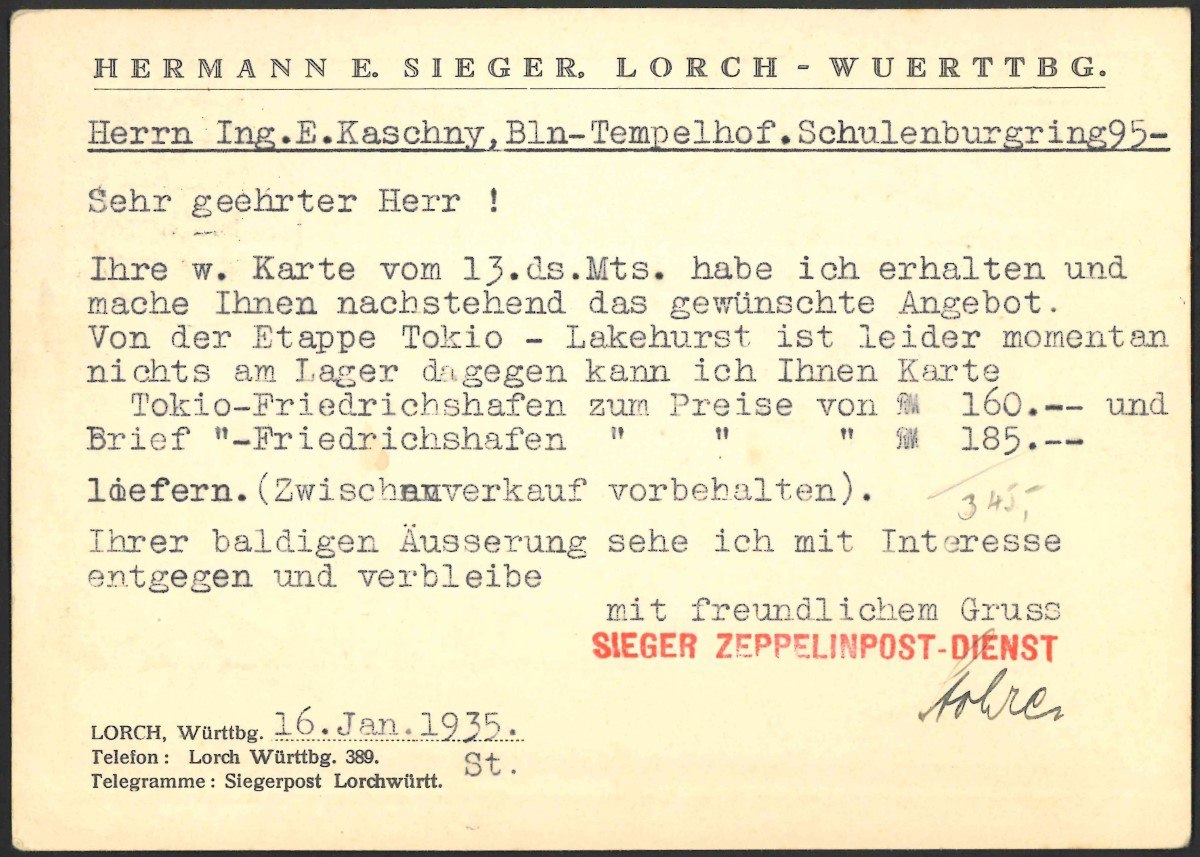 HERMANN E. SIEGER, LORCH - WUERTTBG.
Herrn Ing.E.Kaschny,Bln-Tempelhof.Schulenburgring95-
Sehr geehrter Herr !
Ihre w. Karte vom 13.ds.Mts. habe ich erhalten und
mache Ihnen nachstehend das gewünschte Angebot.
Von der Etappe Tokio - Lakehurst ist leider momentan
nichts am Lager dagegen kann ich Ihnen Karte
Tokio-Friedrichshafen zum Preise von RM 160.-- und
Brief "-Friedrichshafen " " " RM 185.--
liefern.(Zwischenverkauf vorbehalten).
345,-
Ihrer baldigen Äusserung sehe ich mit Interesse
entgegen und verbleibe
mit freundlichem Gruss
SIEGER ZEPPELINPOST-DIENST
LORCH, Württbg. 16.Jan.1935.
Telefon: Lorch Württbg. 389.
St.
Telegramme: Siegerpost Lorchwürtt.